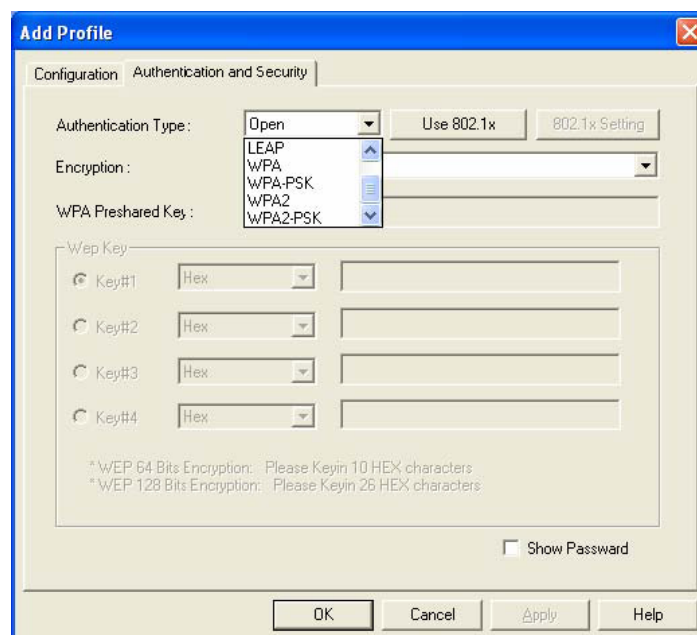 Add Profile
Configuration Authentication and Security
Authentication Type : Open Use 802.1x 802.1x Setting
LEAP
WPA
WPA-PSK
WPA2
WPA2-PSK
Encryption :
WPA Preshared Key :
Wep Key
Key#1 Hex
Key#2 Hex
Key#3 Hex
Key#4 Hex
* WEP 64 Bits Encryption: Please Keyin 10 HEX characters
* WEP 128 Bits Encryption: Please Keyin 26 HEX characters
Show Passward
OK Cancel Apply Help